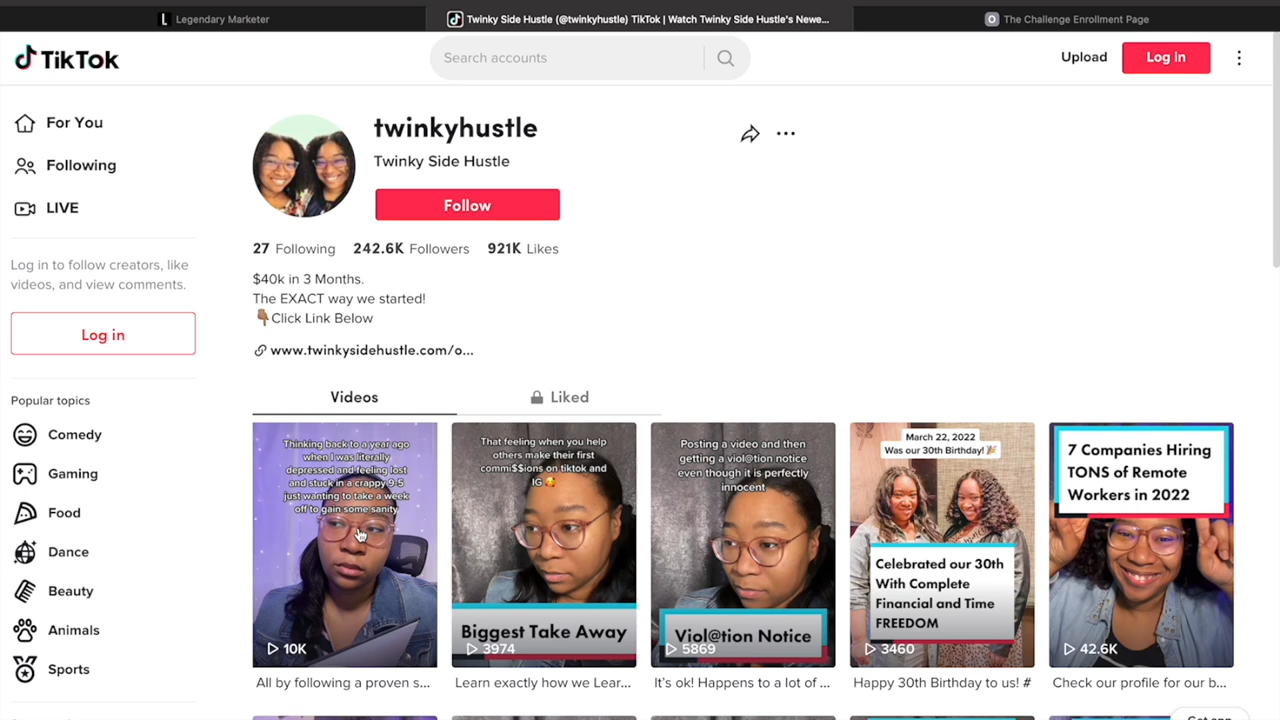 Legendary Marketer
Twinky Side Hustle (@twinkyhustle) TikTok | Watch Twinky Side Hustle's Newe...
The Challenge Enrollment Page
TikTok
Search accounts
Upload
Log in
For You
Following
LIVE
Log in to follow creators, like
videos, and view comments.
Log in
Popular topics
Comedy
Gaming
Food
Dance
Beauty
Animals
Sports
twinkyhustle
Twinky Side Hustle
Follow
27 Following 242.6K Followers 921K Likes
$40k in 3 Months.
The EXACT way we started!
Click Link Below
www.twinkysidehustle.com/o...
Videos
Liked
Thinking back to a year ago
when I was literally
depressed and feeling lost
and stuck in a crappy 9-5
just wanting to take a week
off to gain some sanity
10K
All by following a proven s...
That feeling when you help
others make their first
commi$$ions on tiktok and
IG
Biggest Take Away
3974
Learn exactly how we Lear...
Posting a video and then
getting a viol@tion notice
even though it is perfectly
innocent
Viol@tion Notice
5869
It's ok! Happens to a lot of ...
March 22, 2022
Was our 30th Birthday!
Celebrated our 30th
With Complete
Financial and Time
FREEDOM
3460
Happy 30th Birthday to us! #
7 Companies Hiring
TONS of Remote
Workers in 2022
42.6K
Check our profile for our b...
Get app